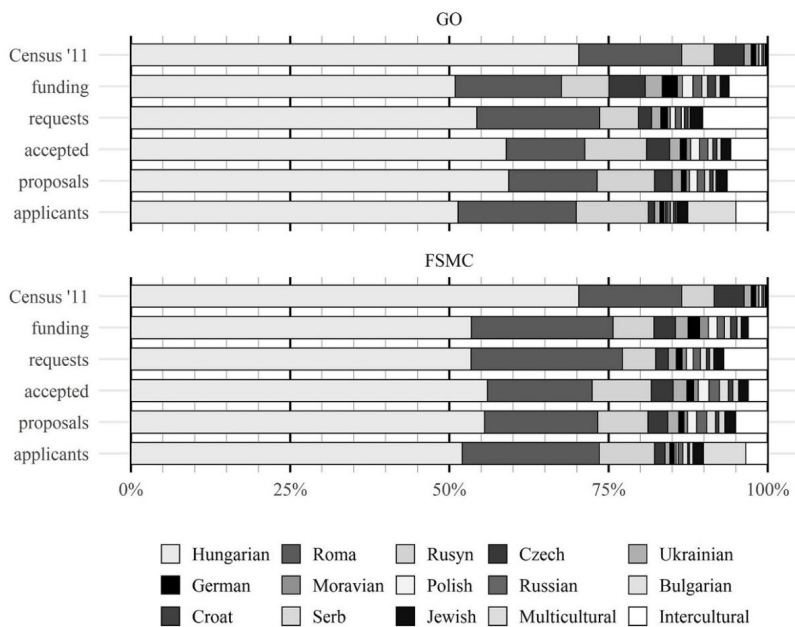 GO
Census '11
funding
requests
accepted
proposals
applicants
FSMC
Census '11
funding
requests
accepted
proposals
applicants
0% 25% 50% 75% 100%
Hungarian Roma Rusyn Czech Ukrainian
German Moravian Polish Russian Bulgarian
Croat Serb Jewish Multicultural Intercultural